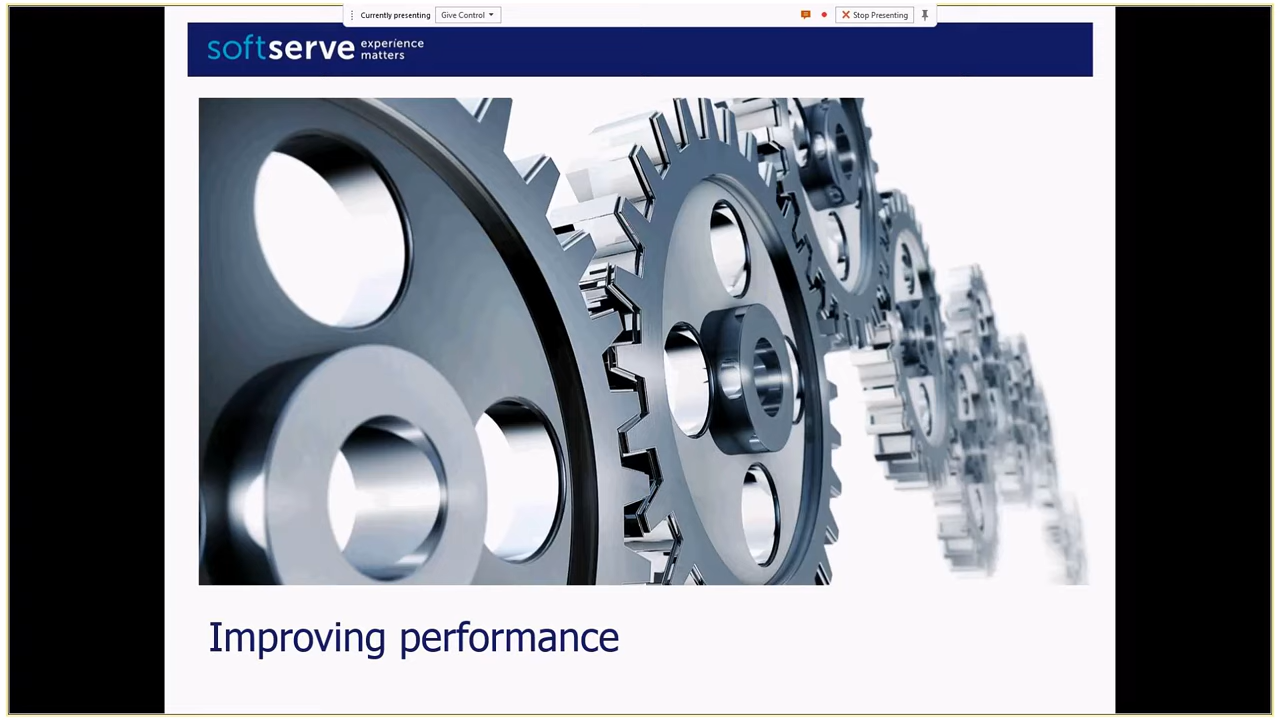 Currently presenting Give Control Stop Presenting
softserve experience
matters
Improving performance